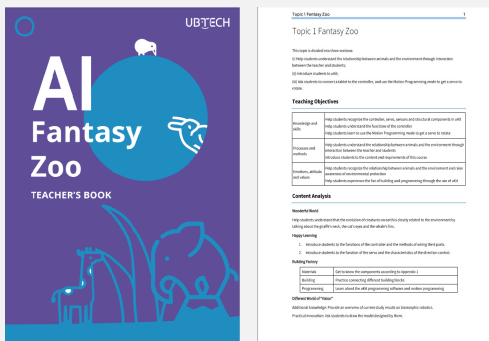 UBTECH
AI
Fantasy
Zoo
TEACHER'S BOOK
Topic 1 Fantasy Zoo 1
Topic 1 Fantasy Zoo
This topic is divided into three sections:
(i) Help students understand the relationship between animals and the environment through interaction
between the teacher and students;
(ii) Introduce students to uKit;
(iii) Ask students to connect a tablet to the controller, and use the Motion Programming mode to get a servo to
rotate.
Teaching Objectives
Knowledge and
skills
Help students recognize the controller, servo, sensors and structural components in uKit
Help students understand the functions of the controller
Help students learn to use the Motion Programming mode to get a servo to rotate
Processes and
methods
Help students understand the relationship between animals and the environment through
interaction between the teacher and students
Introduce students to the content and requirements of this course
Emotions, attitude
and values
Help students recognize the relationship between animals and the environment and raise
awareness of environmental protection
Help students experience the fun of building and programming through the use of uKit
Content Analysis
Wonderful World
Help students understand that the evolution of creatures on earth is closely related to the environment by
talking about the giraffe's neck, the cat's eyes and the whale's fins.
Happy Learning
1. Introduce students to the functions of the controller and the methods of wiring their parts.
2. Introduce students to the function of the servo and the characteristics of the direction control.
Building Factory
Materials Get to know the components according to Appendix 1
Building Practice connecting different building blocks
Programming Learn about the uKit programming software and motion programming
Different World of "Vision"
Additional knowledge: Provide an overview of current study results on biomorphic robotics.
Practical innovation: Ask students to draw the model designed by them.